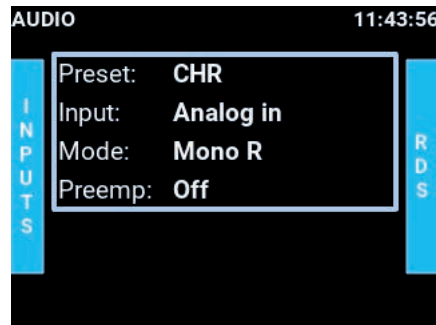 AUDIO 11:43:56
INPUTS
Preset: CHR
Input: Analog in
Mode: Mono R
Preemp: Off
RDS